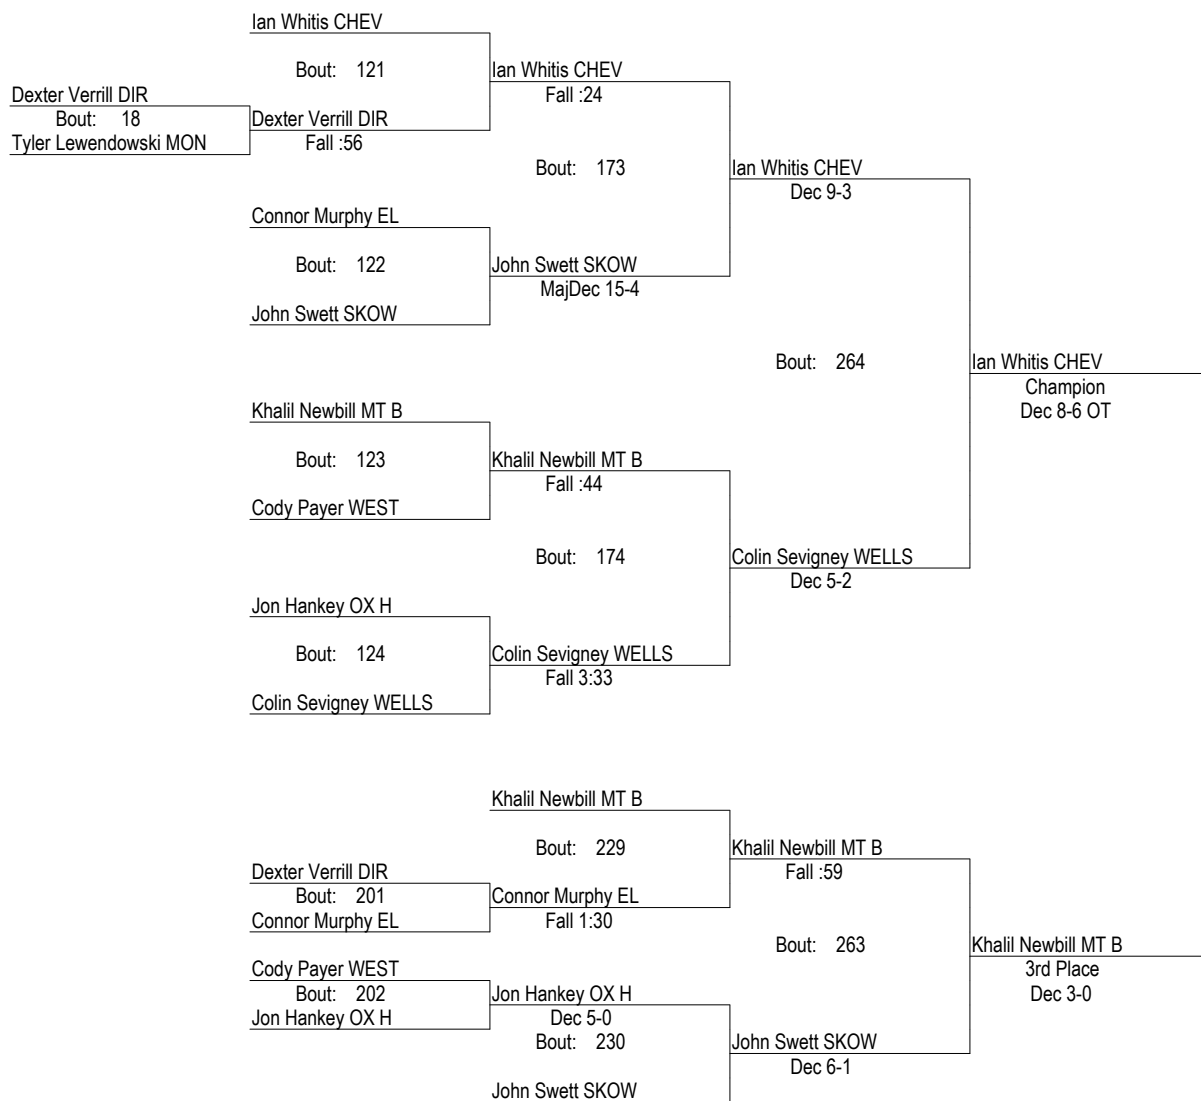 Ian Whitis CHEV
Bout: 121
Ian Whitis CHEV
Fall :24
Dexter Verrill DIR
Bout: 18
Tyler Lewendowski MON
Dexter Verrill DIR
Fall :56
Bout: 173
Ian Whitis CHEV
Dec 9-3
Connor Murphy EL
Bout: 122
John Swett SKOW
MajDec 15-4
John Swett SKOW
Bout: 264
Ian Whitis CHEV
Champion
Dec 8-6 OT
Khalil Newbill MT B
Bout: 123
Khalil Newbill MT B
Fall :44
Cody Payer WEST
Bout: 174
Colin Sevigney WELLS
Dec 5-2
Jon Hankey OX H
Bout: 124
Colin Sevigney WELLS
Fall 3:33
Colin Sevigney WELLS
Khalil Newbill MT B
Bout: 229
Khalil Newbill MT B
Fall :59
Dexter Verrill DIR
Bout: 201
Connor Murphy EL
Connor Murphy EL
Fall 1:30
Bout: 263
Khalil Newbill MT B
3rd Place
Dec 3-0
Cody Payer WEST
Bout: 202
Jon Hankey OX H
Jon Hankey OX H
Dec 5-0
Bout: 230
John Swett SKOW
Dec 6-1
John Swett SKOW